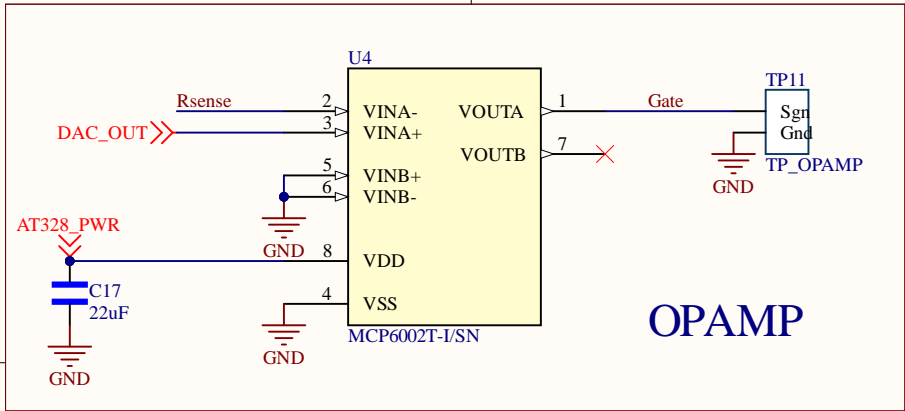 U4
TP11
Rsense 2 VINA- VOUTA 1 Gate Sgn
DAC_OUT 3 VINA+ Gnd
VOUTB 7
TP_OPAMP
5 VINB+
GND
6 VINB-
AT328_PWR
GND
8 VDD
C17
22uF
4 VSS
OPAMP
MCP6002T-I/SN
GND
GND